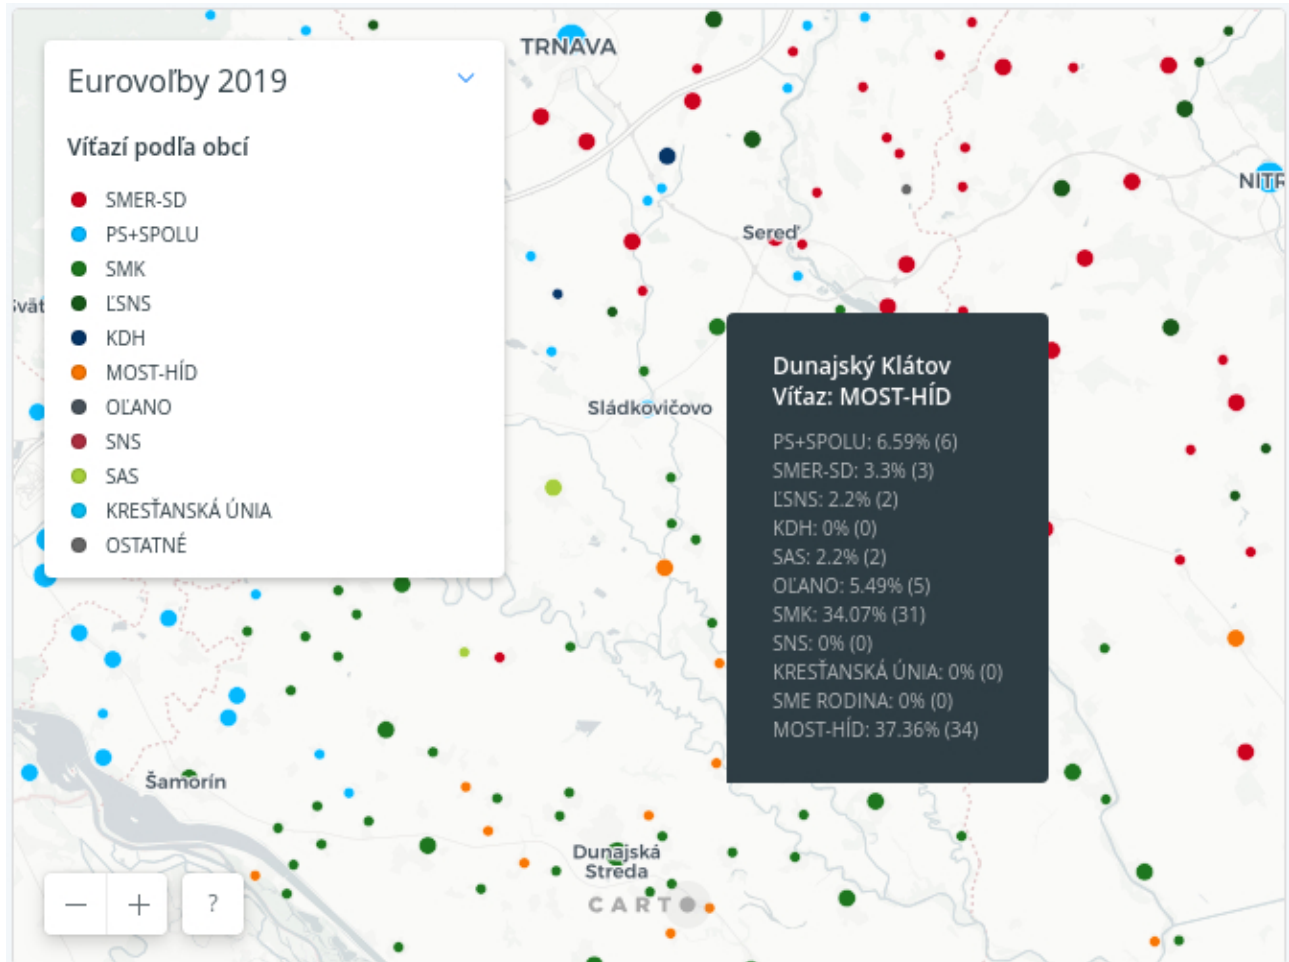 TRNAVA
Eurovoľby 2019
Víťazí podľa obcí
SMER-SD
PS+SPOLU
SMK
ĽSNS
KDH
MOST-HÍD
OĽANO
SNS
SAS
KRESŤANSKÁ ÚNIA
OSTATNÉ
NITR
Sereď
Svät
Sládkovičovo
Dunajský Klátov
Víťaz: MOST-HÍD
PS+SPOLU: 6.59% (6)
SMER-SD: 3.3% (3)
ĽSNS: 2.2% (2)
KDH: 0% (0)
SAS: 2.2% (2)
OĽANO: 5.49% (5)
SMK: 34.07% (31)
SNS: 0% (0)
KRESŤANSKÁ ÚNIA: 0% (0)
SME RODINA: 0% (0)
MOST-HÍD: 37.36% (34)
Šamorín
Dunajská
Streda
− + ?
CARTO